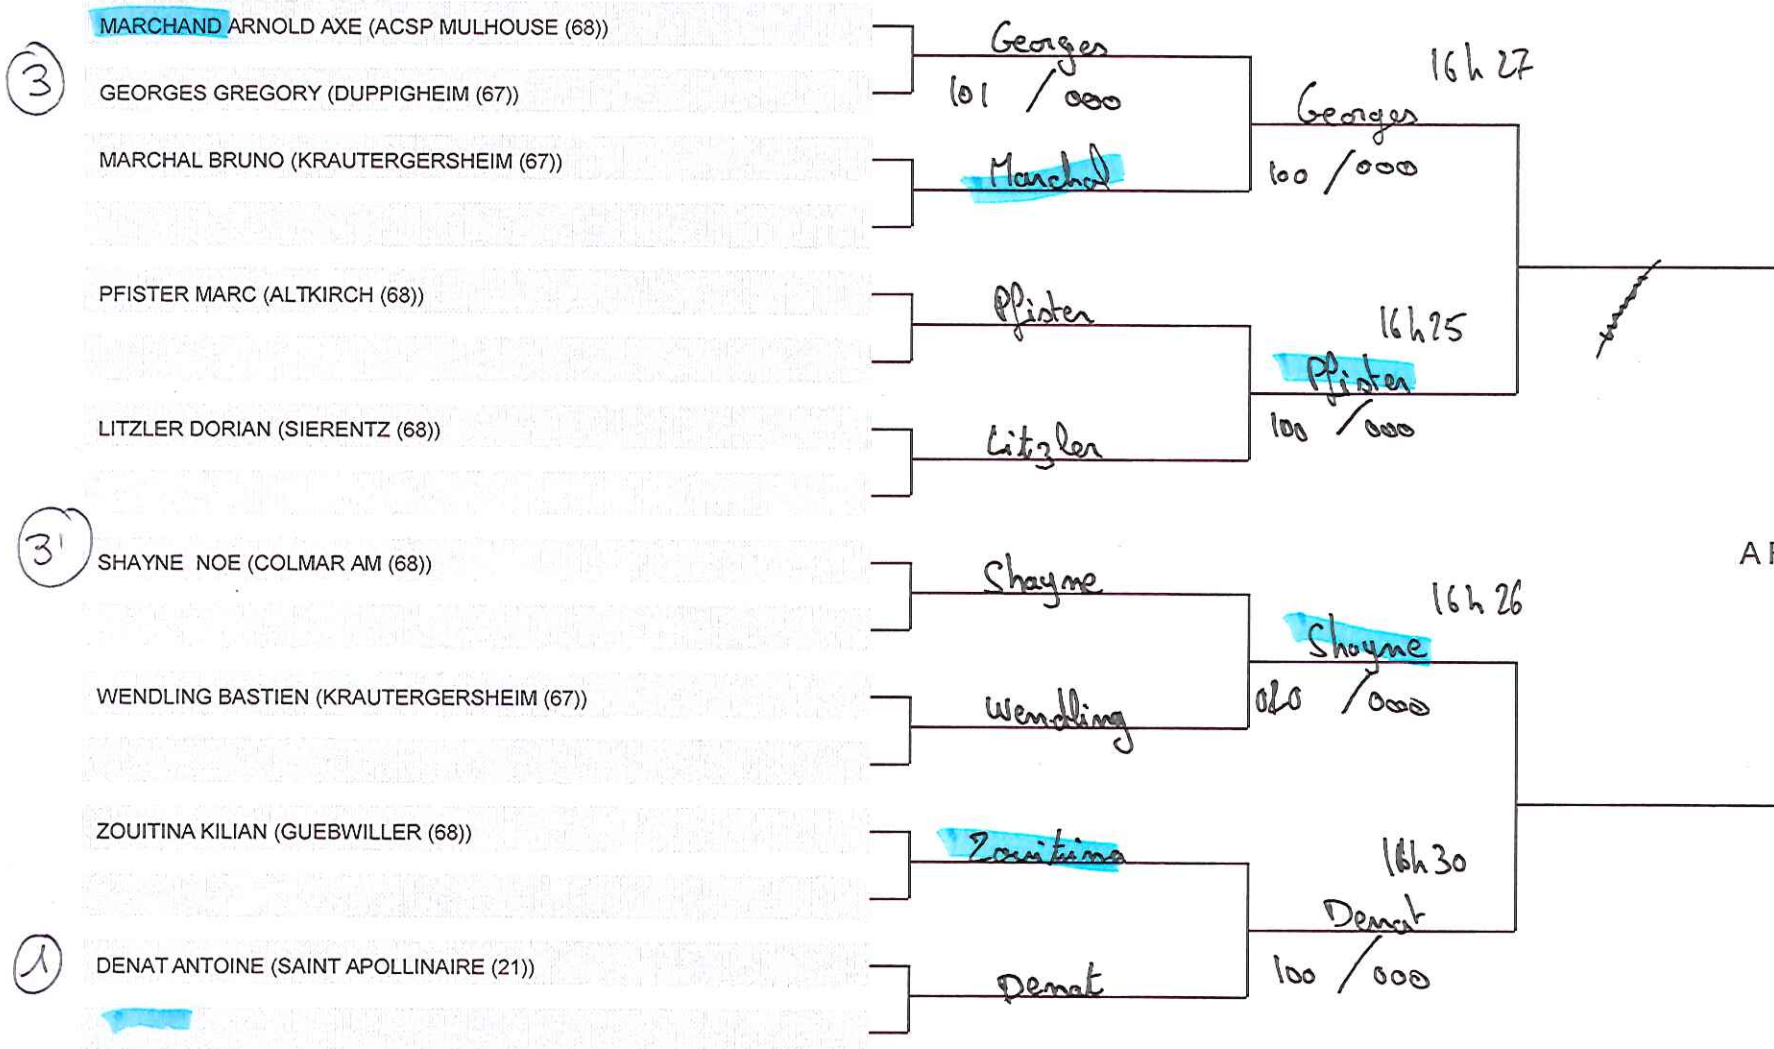 MARCHAND ARNOLD AXE (ACSP MULHOUSE (68))
Georges
16h27
3
GEORGES GREGORY (DUPPIGHEIM (67))
101 / 000
Georges
MARCHAL BRUNO (KRAUTERGERSHEIM (67))
Marchal
100 / 000
PFISTER MARC (ALTKIRCH (68))
Pfister
16h25
Pfister
LITZLER DORIAN (SIERENTZ (68))
Litzler
100 / 000
3'
SHAYNE NOE (COLMAR AM (68))
Shayne
16h26
Shayne
WENDLING BASTIEN (KRAUTERGERSHEIM (67))
Wendling
/ 000
ZOUITINA KILIAN (GUEBWILLER (68))
Zouitina
16h30
Denat
1
DENAT ANTOINE (SAINT APOLLINAIRE (21))
Denat
100 / 000